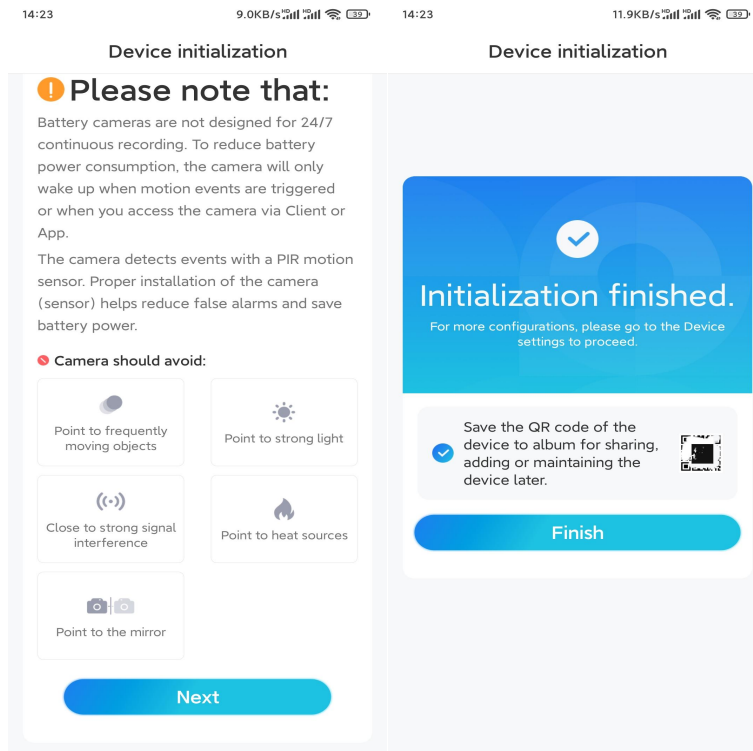 14:23
9.0KB/s HD HD 39
Device initialization
Please note that:
Battery cameras are not designed for 24/7
continuous recording. To reduce battery
power consumption, the camera will only
wake up when motion events are triggered
or when you access the camera via Client or
App.
The camera detects events with a PIR motion
sensor. Proper installation of the camera
(sensor) helps reduce false alarms and save
battery power.
Camera should avoid:
Point to frequently
moving objects
Point to strong light
Close to strong signal
interference
Point to heat sources
Point to the mirror
Next
14:23
11.9KB/s HD HD 39
Device initialization
Initialization finished.
For more configurations, please go to the Device
settings to proceed.
Save the QR code of the
device to album for sharing,
adding or maintaining the
device later.
Finish